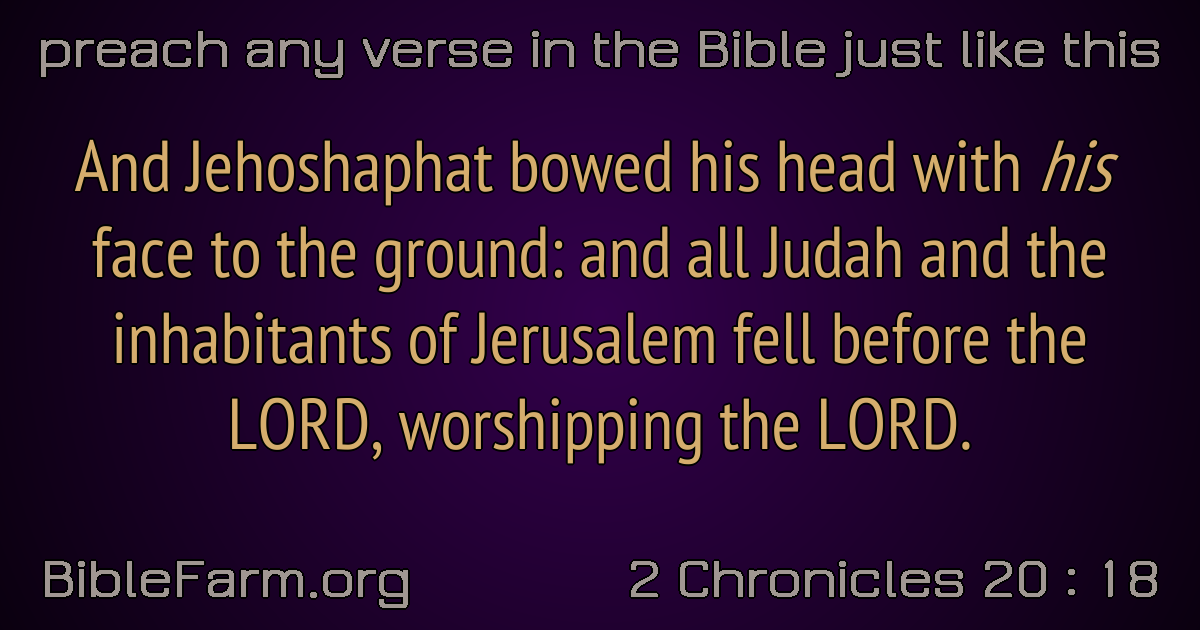 preach any verse in the Bible just like this
And Jehoshaphat bowed his head with his
face to the ground: and all Judah and the
inhabitants of Jerusalem fell before the
LORD, worshipping the LORD.
BibleFarm.org
2 Chronicles 20 : 18